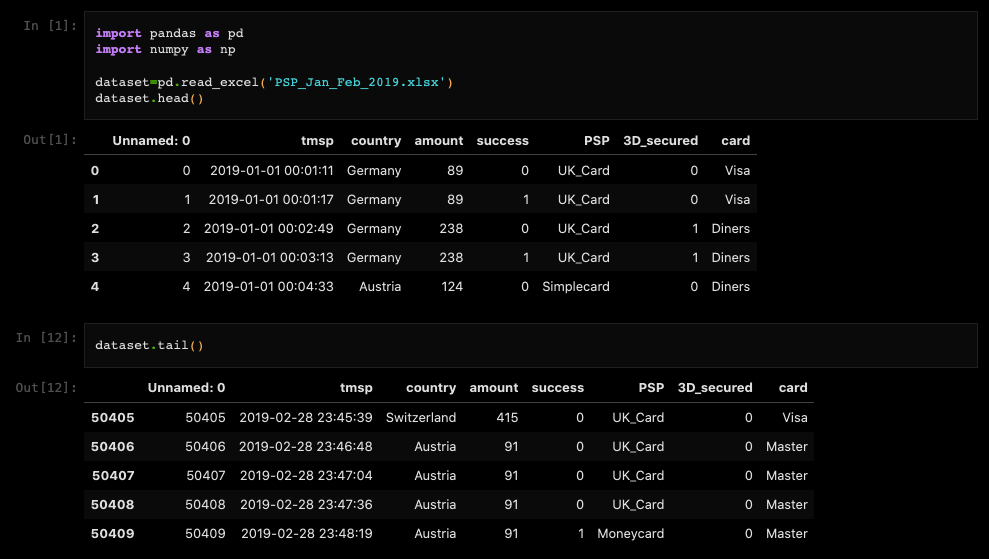 In [1]:
import pandas as pd
import numpy as np
dataset=pd.read_excel('PSP_Jan_Feb_2019.xlsx')
dataset.head()
Out[1]:
Unnamed: 0 tmsp country amount success PSP 3D_secured card
0 0 2019-01-01 00:01:11 Germany 89 0 UK_Card 0 Visa
1 1 2019-01-01 00:01:17 Germany 89 1 UK_Card 0 Visa
2 2 2019-01-01 00:02:49 Germany 238 0 UK_Card 1 Diners
3 3 2019-01-01 00:03:13 Germany 238 1 UK_Card 1 Diners
4 4 2019-01-01 00:04:33 Austria 124 0 Simplecard 0 Diners
In [12]:
dataset.tail()
Out[12]:
Unnamed: 0 tmsp country amount success PSP 3D_secured card
50405 50405 2019-02-28 23:45:39 Switzerland 415 0 UK_Card 0 Visa
50406 50406 2019-02-28 23:46:48 Austria 91 0 UK_Card 0 Master
50407 50407 2019-02-28 23:47:04 Austria 91 0 UK_Card 0 Master
50408 50408 2019-02-28 23:47:36 Austria 91 0 UK_Card 0 Master
50409 50409 2019-02-28 23:48:19 Austria 91 1 Moneycard 0 Master